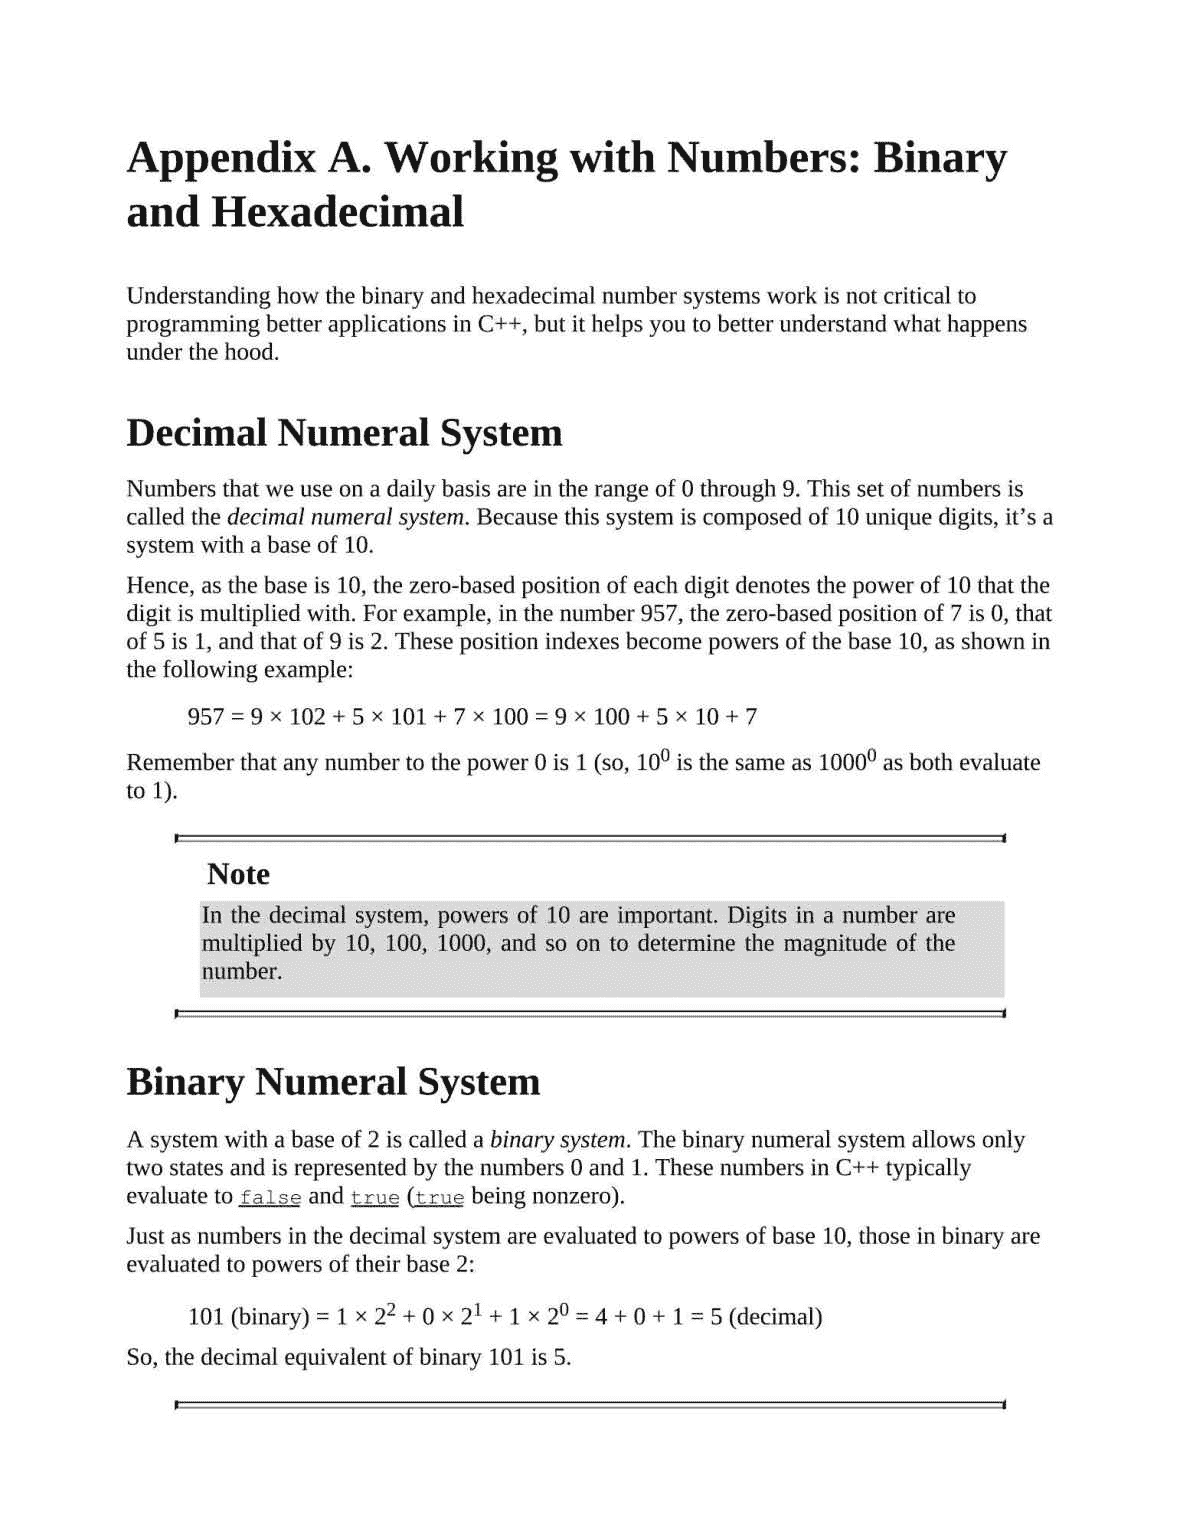 Appendix A. Working with Numbers: Binary
and Hexadecimal
Understanding how the binary and hexadecimal number systems work is not critical to
programming better applications in C++, but it helps you to better understand what happens
under the hood.
Decimal Numeral System
Numbers that we use on a daily basis are in the range of 0 through 9. This set of numbers is
called the decimal numeral system. Because this system is composed of 10 unique digits, it’s a
system with a base of 10.
Hence, as the base is 10, the zero-based position of each digit denotes the power of 10 that the
digit is multiplied with. For example, in the number 957, the zero-based position of 7 is 0, that
of 5 is 1, and that of 9 is 2. These position indexes become powers of the base 10, as shown in
the following example:
957 = 9 × 102 + 5 × 101 + 7 × 100 = 9 × 100 + 5 × 10 + 7
Remember that any number to the power 0 is 1 (so, 10⁰ is the same as 1000⁰ as both evaluate
to 1).
Note
In the decimal system, powers of 10 are important. Digits in a number are
multiplied by 10, 100, 1000, and so on to determine the magnitude of the
number.
Binary Numeral System
A system with a base of 2 is called a binary system. The binary numeral system allows only
two states and is represented by the numbers 0 and 1. These numbers in C++ typically
evaluate to false and true (true being nonzero).
Just as numbers in the decimal system are evaluated to powers of base 10, those in binary are
evaluated to powers of their base 2:
101 (binary) = 1 × 2² + 0 × 2¹ + 1 × 2⁰ = 4 + 0 + 1 = 5 (decimal)
So, the decimal equivalent of binary 101 is 5.